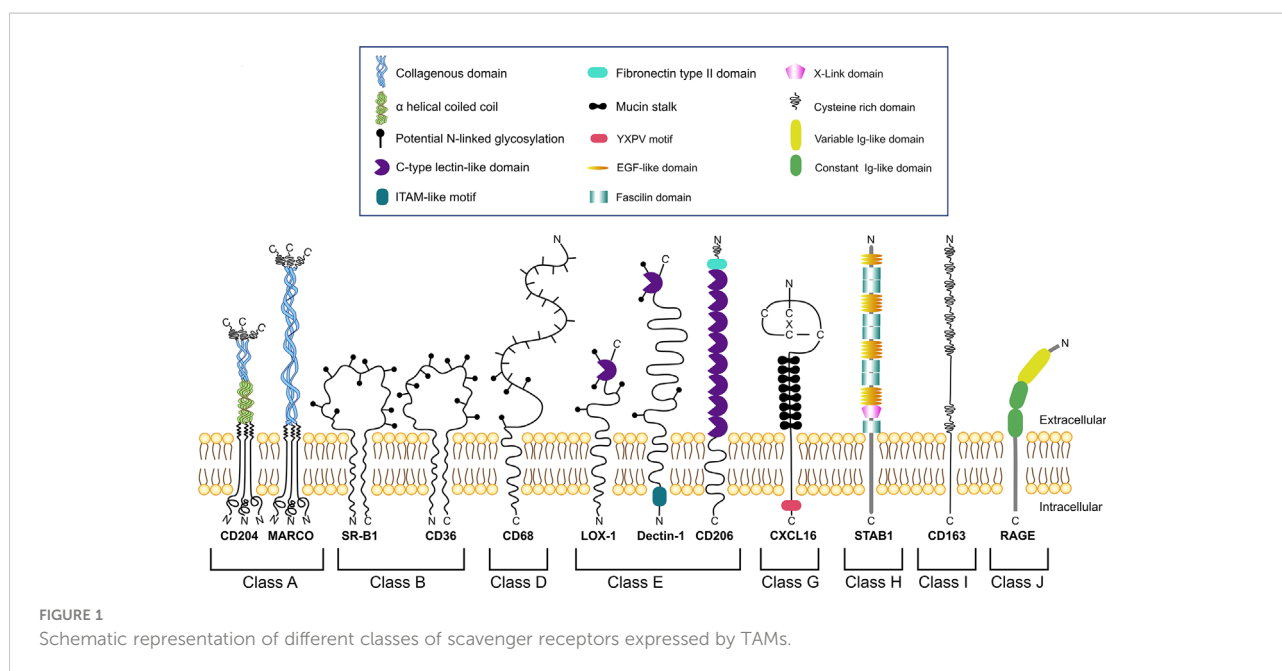 Collagenous domain
α helical coiled coil
Potential N-linked glycosylation
C-type lectin-like domain
ITAM-like motif
Fibronectin type II domain
Mucin stalk
YXPV motif
EGF-like domain
Fascilin domain
X-Link domain
Cysteine rich domain
Variable Ig-like domain
Constant Ig-like domain
C C C
C C C
N
C
C
N
N
C
X
C
C C
N
N
N
Extracellular
Intracellular
N N N
N N N
N C
N C
C
N
N
C
C
C
C
C
CD204 MARCO SR-B1 CD36 CD68 LOX-1 Dectin-1 CD206 CXCL16 STAB1 CD163 RAGE
Class A Class B Class D Class E Class G Class H Class I Class J
FIGURE 1
Schematic representation of different classes of scavenger receptors expressed by TAMs.